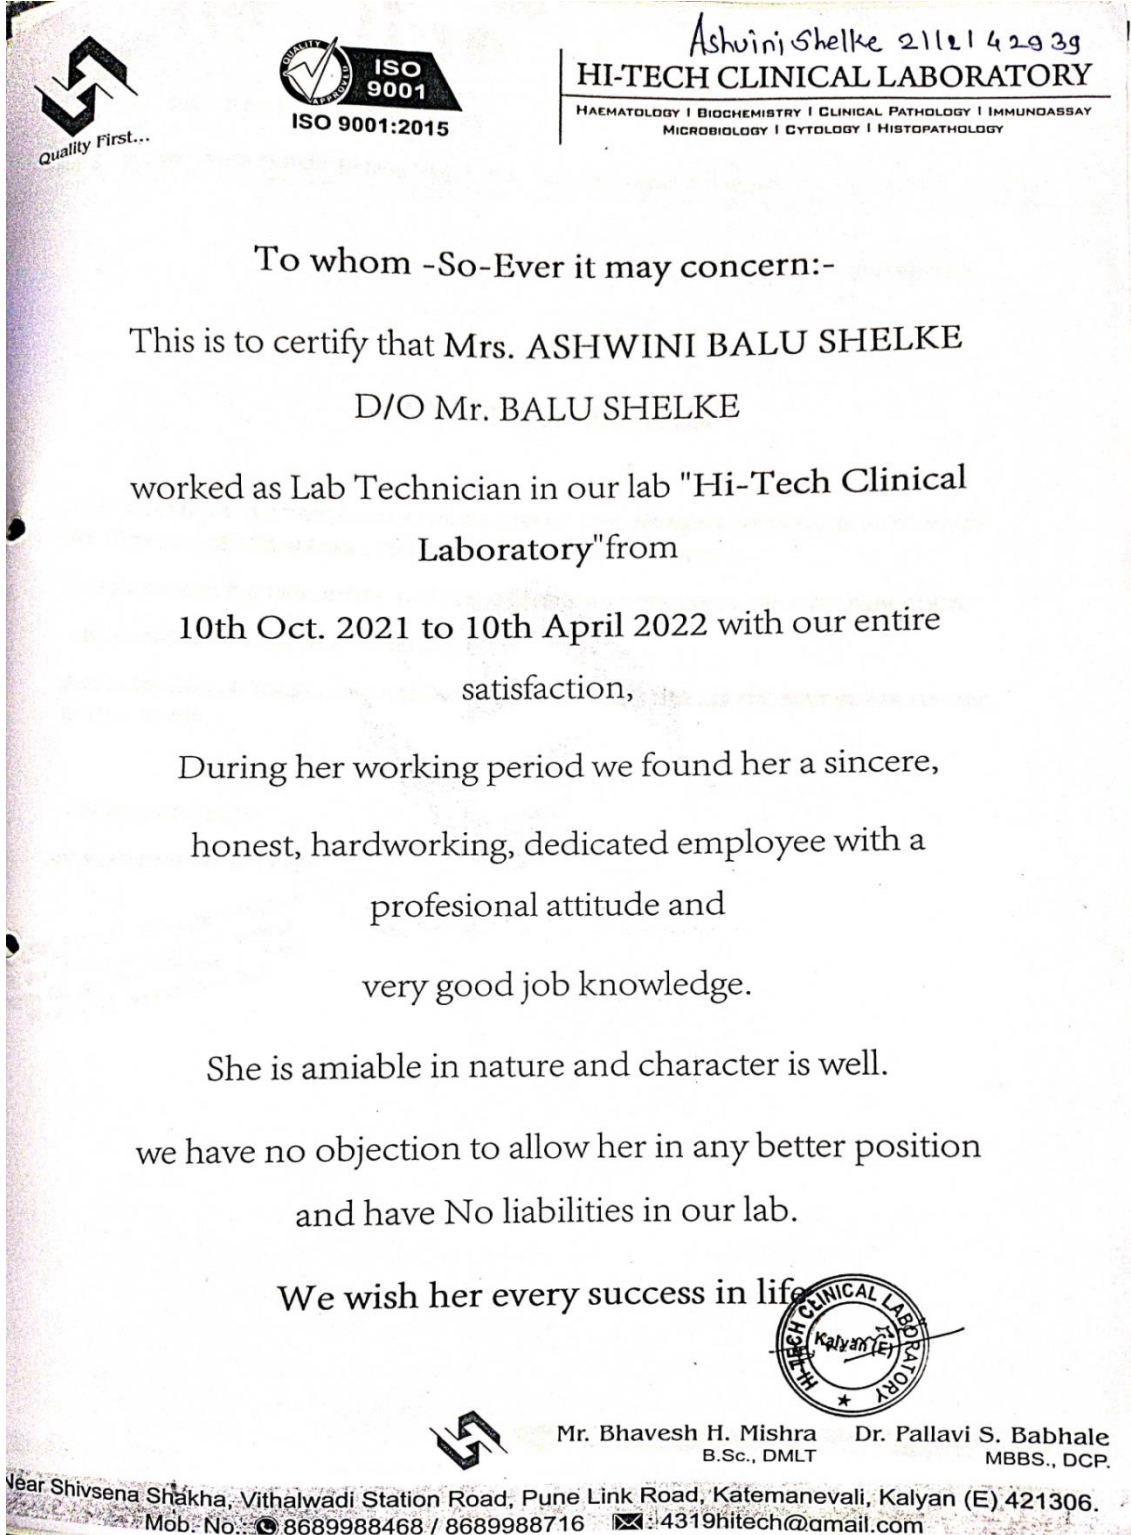 Ashvini Shelke 21121 42939
Quality First...
QUALITY APPROVED
ISO
9001
ISO 9001:2015
HI-TECH CLINICAL LABORATORY
HAEMATOLOGY I BIOCHEMISTRY I CLINICAL PATHOLOGY I IMMUNOASSAY
MICROBIOLOGY I CYTOLOGY I HISTOPATHOLOGY
To whom -So-Ever it may concern:-
This is to certify that Mrs. ASHWINI BALU SHELKE
D/O Mr. BALU SHELKE
worked as Lab Technician in our lab "Hi-Tech Clinical
Laboratory"from
10th Oct. 2021 to 10th April 2022 with our entire
satisfaction,
During her working period we found her a sincere,
honest, hardworking, dedicated employee with a
profesional attitude and
very good job knowledge.
She is amiable in nature and character is well.
we have no objection to allow her in any better position
and have No liabilities in our lab.
We wish her every success in life
HI-TECH CLINICAL LABORATORY
Kalyan (E)
Mr. Bhavesh H. Mishra Dr. Pallavi S. Babhale
B.Sc., DMLT MBBS., DCP.
Near Shivsena Shakha, Vithalwadi Station Road, Pune Link Road, Katemanevali, Kalyan (E) 421306.
Mob. No.: 8689988468 / 8689988716 : 4319hitech@gmail.com